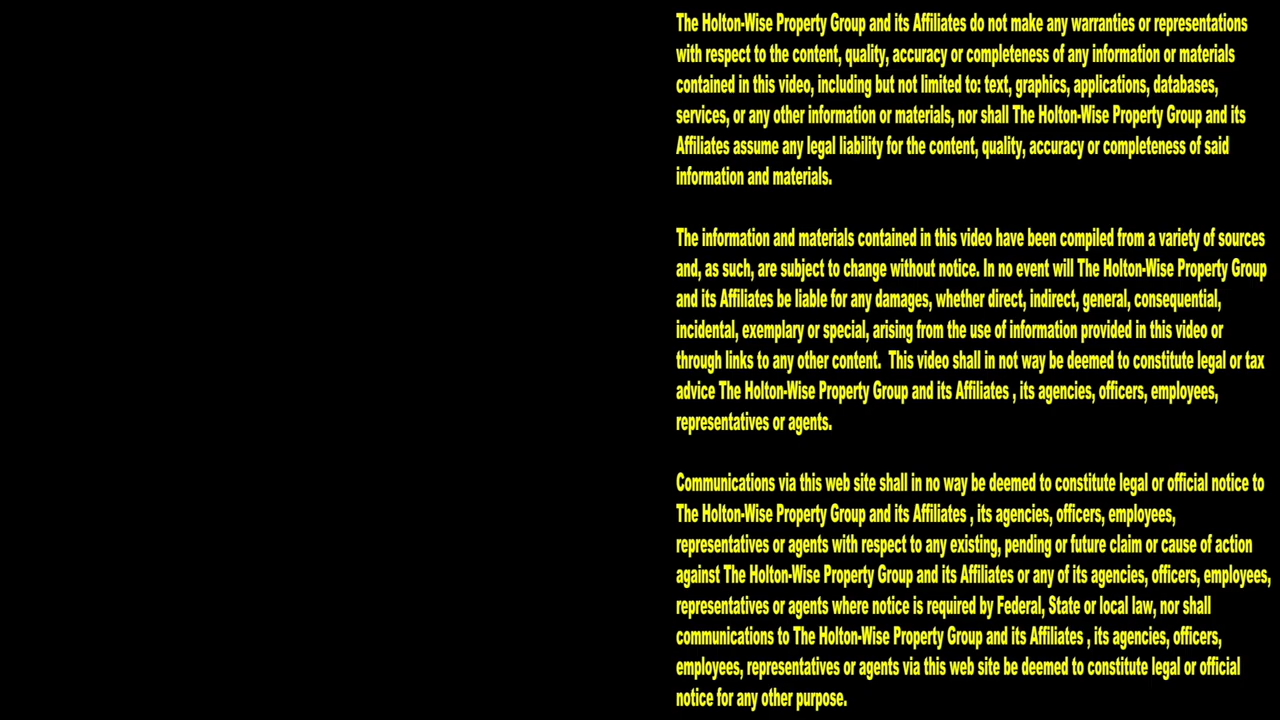 The Holton-Wise Property Group and its Affiliates do not make any warranties or representations
with respect to the content, quality, accuracy or completeness of any information or materials
contained in this video, including but not limited to: text, graphics, applications, databases,
services, or any other information or materials, nor shall The Holton-Wise Property Group and its
Affiliates assume any legal liability for the content, quality, accuracy or completeness of said
information and materials.
The information and materials contained in this video have been compiled from a variety of sources
and, as such, are subject to change without notice. In no event will The Holton-Wise Property Group
and its Affiliates be liable for any damages, whether direct, indirect, general, consequential,
incidental, exemplary or special, arising from the use of information provided in this video or
through links to any other content.  This video shall in not way be deemed to constitute legal or tax
advice The Holton-Wise Property Group and its Affiliates , its agencies, officers, employees,
representatives or agents.
Communications via this web site shall in no way be deemed to constitute legal or official notice to
The Holton-Wise Property Group and its Affiliates , its agencies, officers, employees,
representatives or agents with respect to any existing, pending or future claim or cause of action
against The Holton-Wise Property Group and its Affiliates or any of its agencies, officers, employees,
representatives or agents where notice is required by Federal, State or local law, nor shall
communications to The Holton-Wise Property Group and its Affiliates , its agencies, officers,
employees, representatives or agents via this web site be deemed to constitute legal or official
notice for any other purpose.